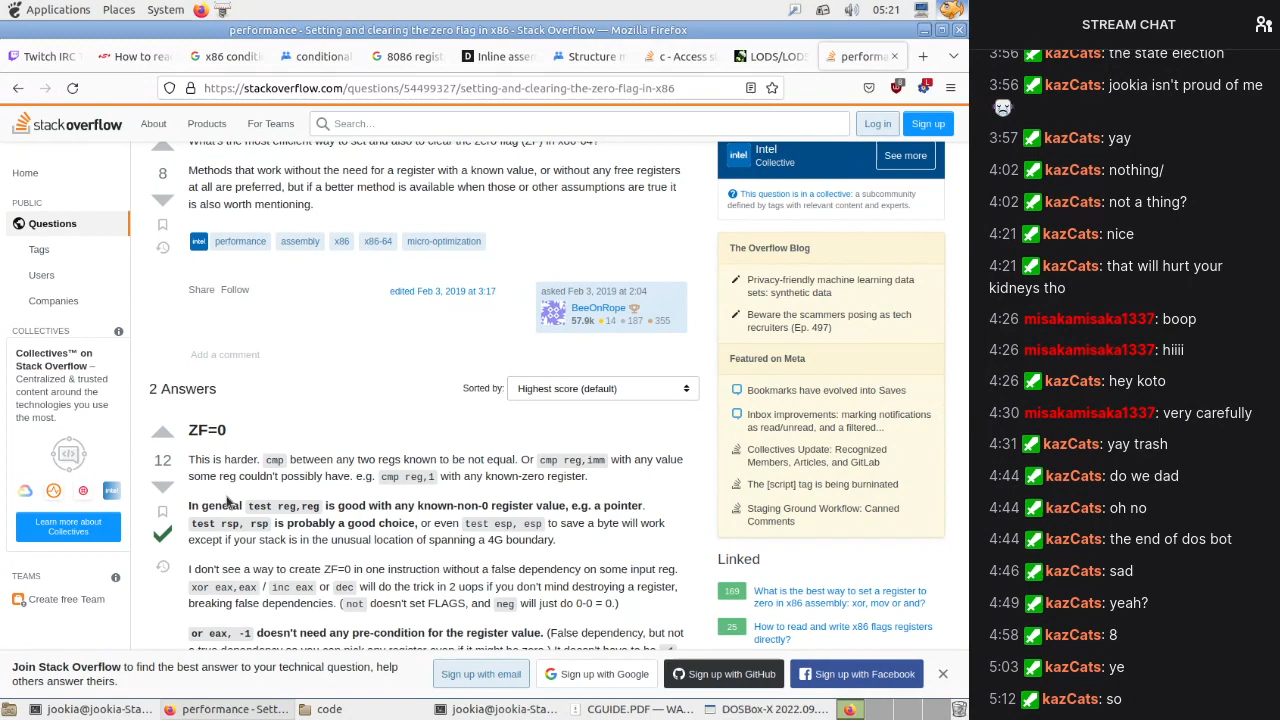 Applications Places System 05:21
performance - Setting and clearing the zero flag in x86 - Stack Overflow — Mozilla Firefox
Twitch IRC
How to rea
x86 condit
conditional
8086 regist
Inline asse
Structure m
c - Access s
LODS/LODS
performa
https://stackoverflow.com/questions/54499327/setting-and-clearing-the-zero-flag-in-x86
stackoverflow About Products For Teams Search... Log in Sign up
Home
PUBLIC
Questions
Tags
Users
Companies
COLLECTIVES
Collectives™ on
Stack Overflow –
Centralized & trusted
content around the
technologies you use
the most.
Learn more about
Collectives
TEAMS
Create free Team
What's the most efficient way to set and also to clear the zero flag (ZF) in x86-64?
8
Methods that work without the need for a register with a known value, or without any free registers
at all are preferred, but if a better method is available when those or other assumptions are true it
is also worth mentioning.
intel performance assembly x86 x86-64 micro-optimization
Share Follow edited Feb 3, 2019 at 3:17
asked Feb 3, 2019 at 2:04
BeeOnRope
57.9k 14 187 355
Add a comment
2 Answers
Sorted by: Highest score (default)
ZF=0
12
This is harder. cmp between any two regs known to be not equal. Or cmp reg,imm with any value
some reg couldn't possibly have. e.g. cmp reg,1 with any known-zero register.
In general test reg,reg is good with any known-non-0 register value, e.g. a pointer.
test rsp, rsp is probably a good choice, or even test esp, esp to save a byte will work
except if your stack is in the unusual location of spanning a 4G boundary.
I don't see a way to create ZF=0 in one instruction without a false dependency on some input reg.
xor eax,eax / inc eax or dec will do the trick in 2 uops if you don't mind destroying a register,
breaking false dependencies. (not doesn't set FLAGS, and neg will just do 0-0 = 0.)
or eax, -1 doesn't need any pre-condition for the register value. (False dependency, but not
intel
Intel
Collective
See more
This question is in a collective: a subcommunity
defined by tags with relevant content and experts.
The Overflow Blog
Privacy-friendly machine learning data
sets: synthetic data
Beware the scammers posing as tech
recruiters (Ep. 497)
Featured on Meta
Bookmarks have evolved into Saves
Inbox improvements: marking notifications
as read/unread, and a filtered...
Collectives Update: Recognized
Members, Articles, and GitLab
The [script] tag is being burninated
Staging Ground Workflow: Canned
Comments
Linked
169 What is the best way to set a register to
zero in x86 assembly: xor, mov or and?
25 How to read and write x86 flags registers
directly?
Join Stack Overflow to find the best answer to your technical question, help
others answer theirs.
Sign up with email
Sign up with Google
Sign up with GitHub
Sign up with Facebook
jookia@jookia-Sta...
performance - Sett...
csc
jookia@jookia-Sta...
CGUIDE.PDF — WA...
DOSBox-X 2022.09....
STREAM CHAT
3:56 kazCats: the state election
3:56 kazCats: jookia isn't proud of me
3:57 kazCats: yay
4:02 kazCats: nothing/
4:02 kazCats: not a thing?
4:21 kazCats: nice
4:21 kazCats: that will hurt your
kidneys tho
4:26 misakamisaka1337: boop
4:26 misakamisaka1337: hiiii
4:26 kazCats: hey koto
4:30 misakamisaka1337: very carefully
4:31 kazCats: yay trash
4:44 kazCats: do we dad
4:44 kazCats: oh no
4:44 kazCats: the end of dos bot
4:46 kazCats: sad
4:49 kazCats: yeah?
4:58 kazCats: 8
5:03 kazCats: ye
5:12 kazCats: so